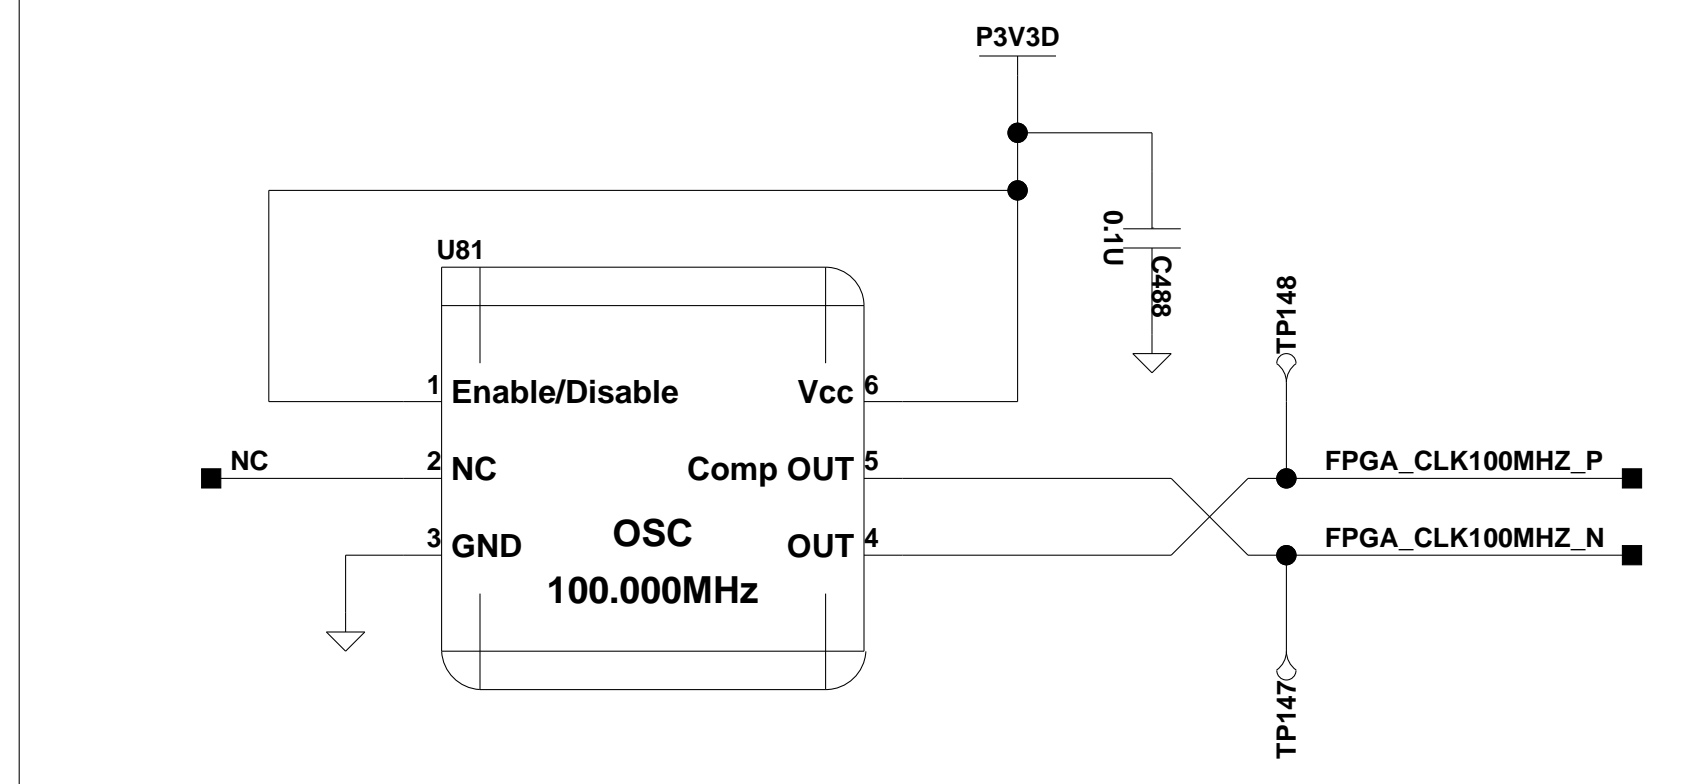 P3V3D
0.1U
C488
U81
TP148
1 Enable/Disable Vcc 6
NC 2 NC Comp OUT 5 FPGA_CLK100MHZ_P
3 GND OSC OUT 4 FPGA_CLK100MHZ_N
100.000MHz
TP147